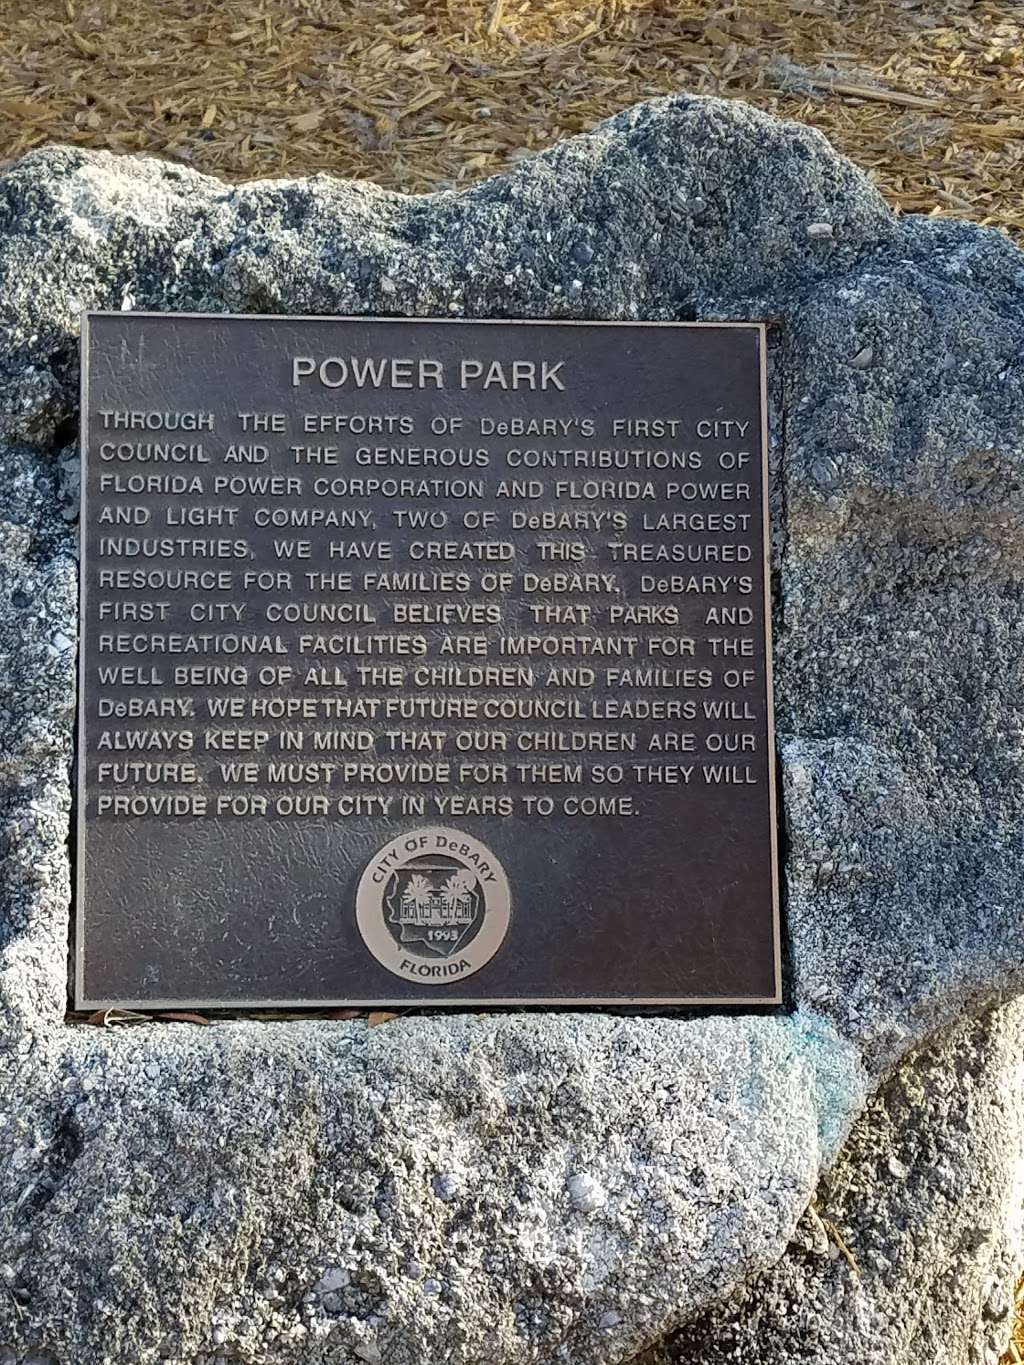 POWER PARK
THROUGH THE EFFORTS OF DeBARY'S FIRST CITY
COUNCIL AND THE GENEROUS CONTRIBUTIONS OF
FLORIDA POWER CORPORATION AND FLORIDA POWER
AND LIGHT COMPANY, TWO OF DeBARY'S LARGEST
INDUSTRIES, WE HAVE CREATED THIS TREASURED
RESOURCE FOR THE FAMILIES OF DeBARY. DeBARY'S
FIRST CITY COUNCIL BELIEVES THAT PARKS AND
RECREATIONAL FACILITIES ARE IMPORTANT FOR THE
WELL BEING OF ALL THE CHILDREN AND FAMILIES OF
DeBARY. WE HOPE THAT FUTURE COUNCIL LEADERS WILL
ALWAYS KEEP IN MIND THAT OUR CHILDREN ARE OUR
FUTURE. WE MUST PROVIDE FOR THEM SO THEY WILL
PROVIDE FOR OUR CITY IN YEARS TO COME.
CITY OF DeBARY
1993
FLORIDA